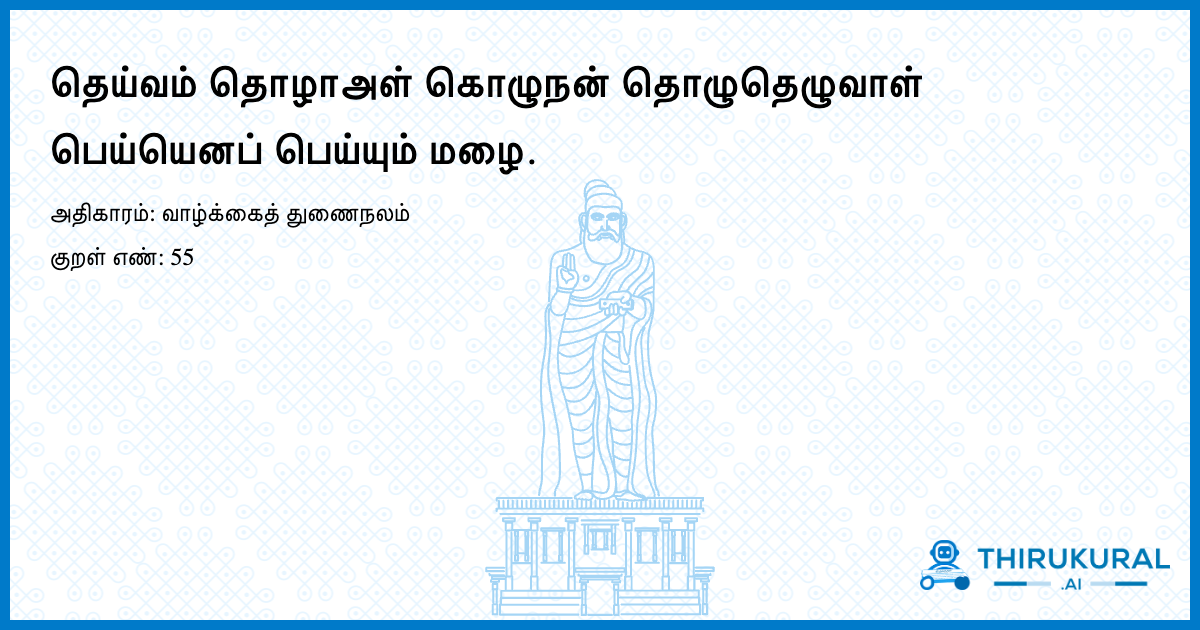 தெய்வம் தொழாஅள் கொழுநன் தொழுதெழுவாள்
பெய்யெனப் பெய்யும் மழை.
அதிகாரம்: வாழ்க்கைத் துணைநலம்
குறள் எண்: 55
THIRUKURAL
.AI